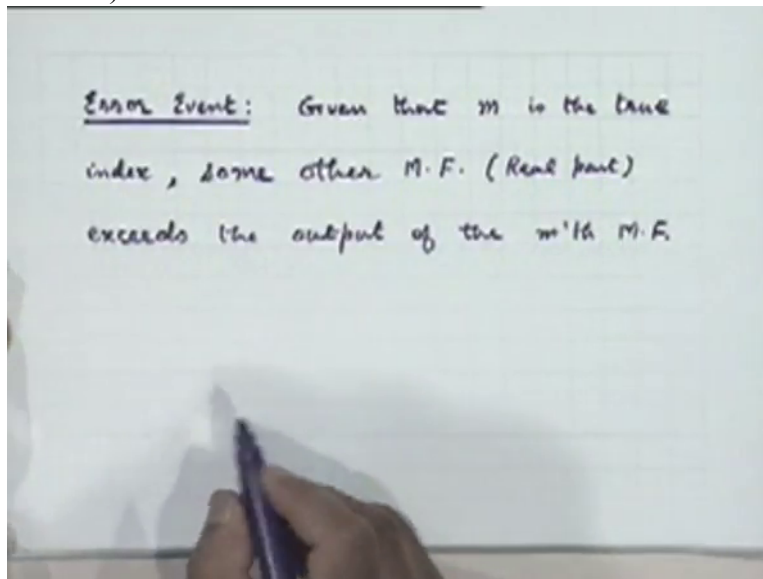 Error Event: Given that m is the true
index, some other M.F. (Real part)
exceeds the output of the m'th M.F.